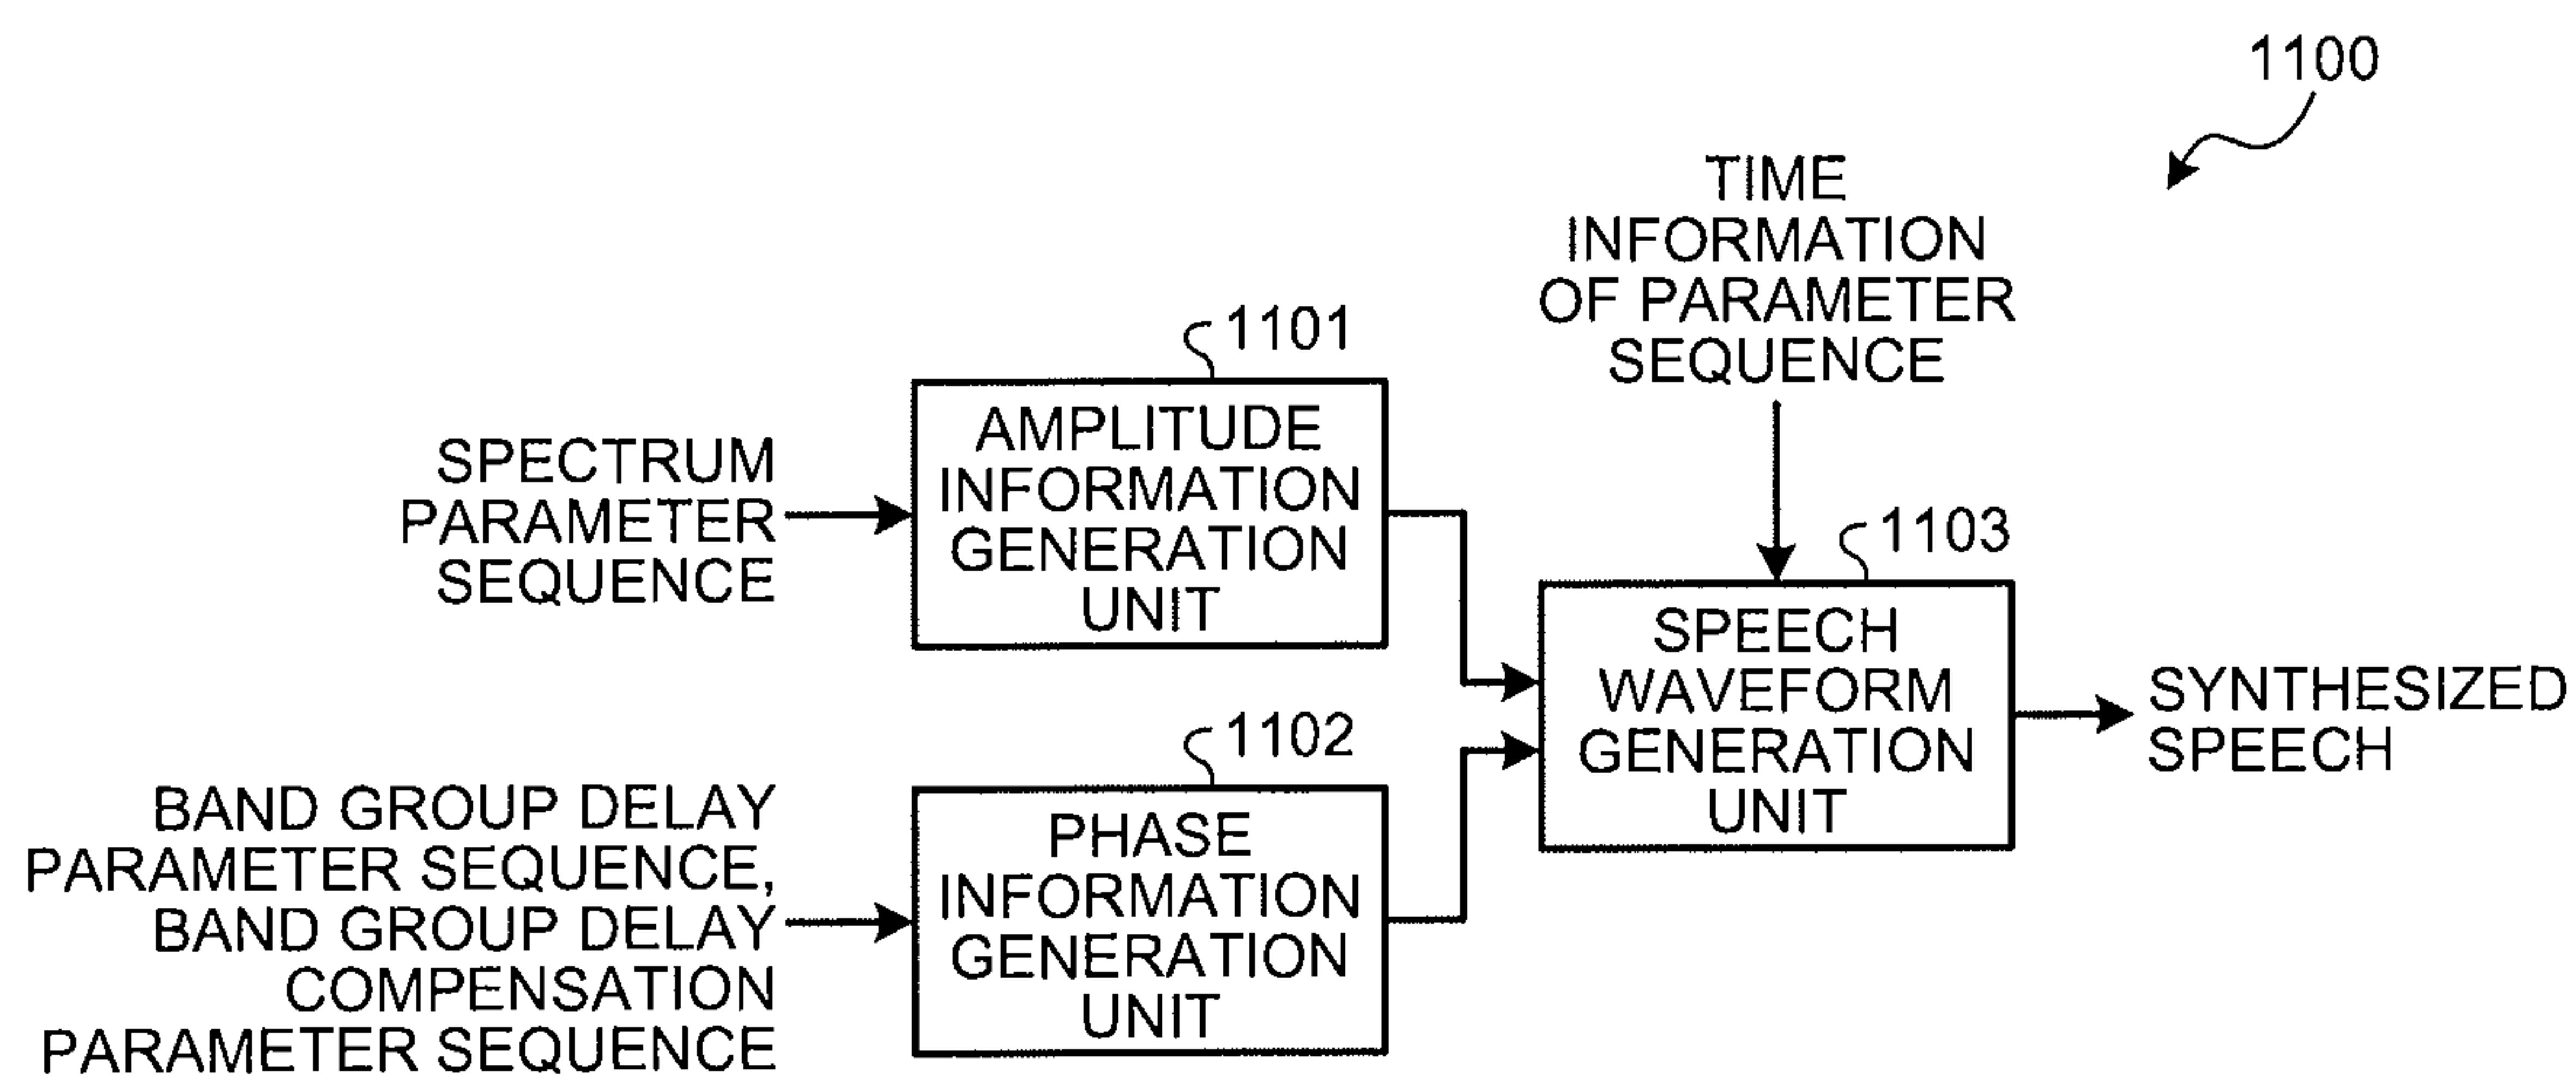 1100
TIME
INFORMATION
OF PARAMETER
SEQUENCE
1101
AMPLITUDE
INFORMATION
GENERATION
UNIT
SPECTRUM
PARAMETER
SEQUENCE
1103
SPEECH
WAVEFORM
GENERATION
UNIT
SYNTHESIZED
SPEECH
1102
PHASE
INFORMATION
GENERATION
UNIT
BAND GROUP DELAY
PARAMETER SEQUENCE,
BAND GROUP DELAY
COMPENSATION
PARAMETER SEQUENCE